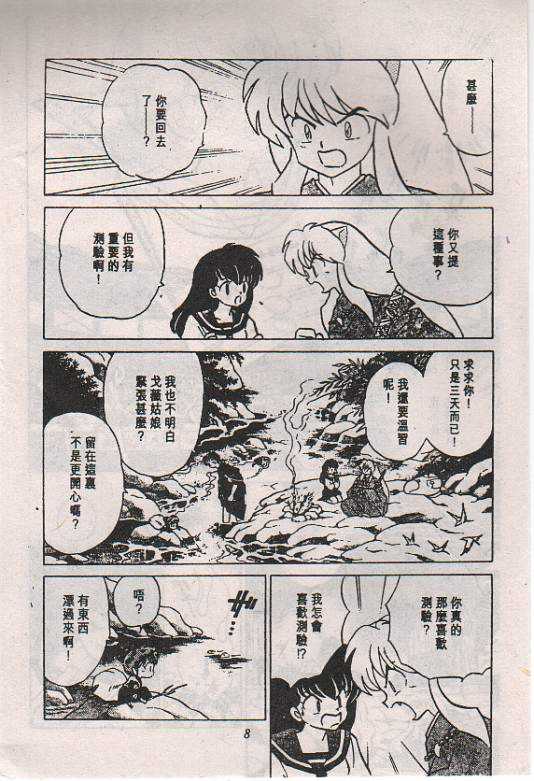 甚麼——
你要回去
了——？
你又提
這種事？
但我有
重要的
測驗啊！
求求你！
只是三天而已！
我還要溫習
呢！
我也不明白
戈薇姑娘
緊張甚麼？
留在這裏
不是更開心嗎？
你真的
那麼喜歡
測驗？
我怎會
喜歡測驗!?
唔？
有東西
漂過來啊！
8